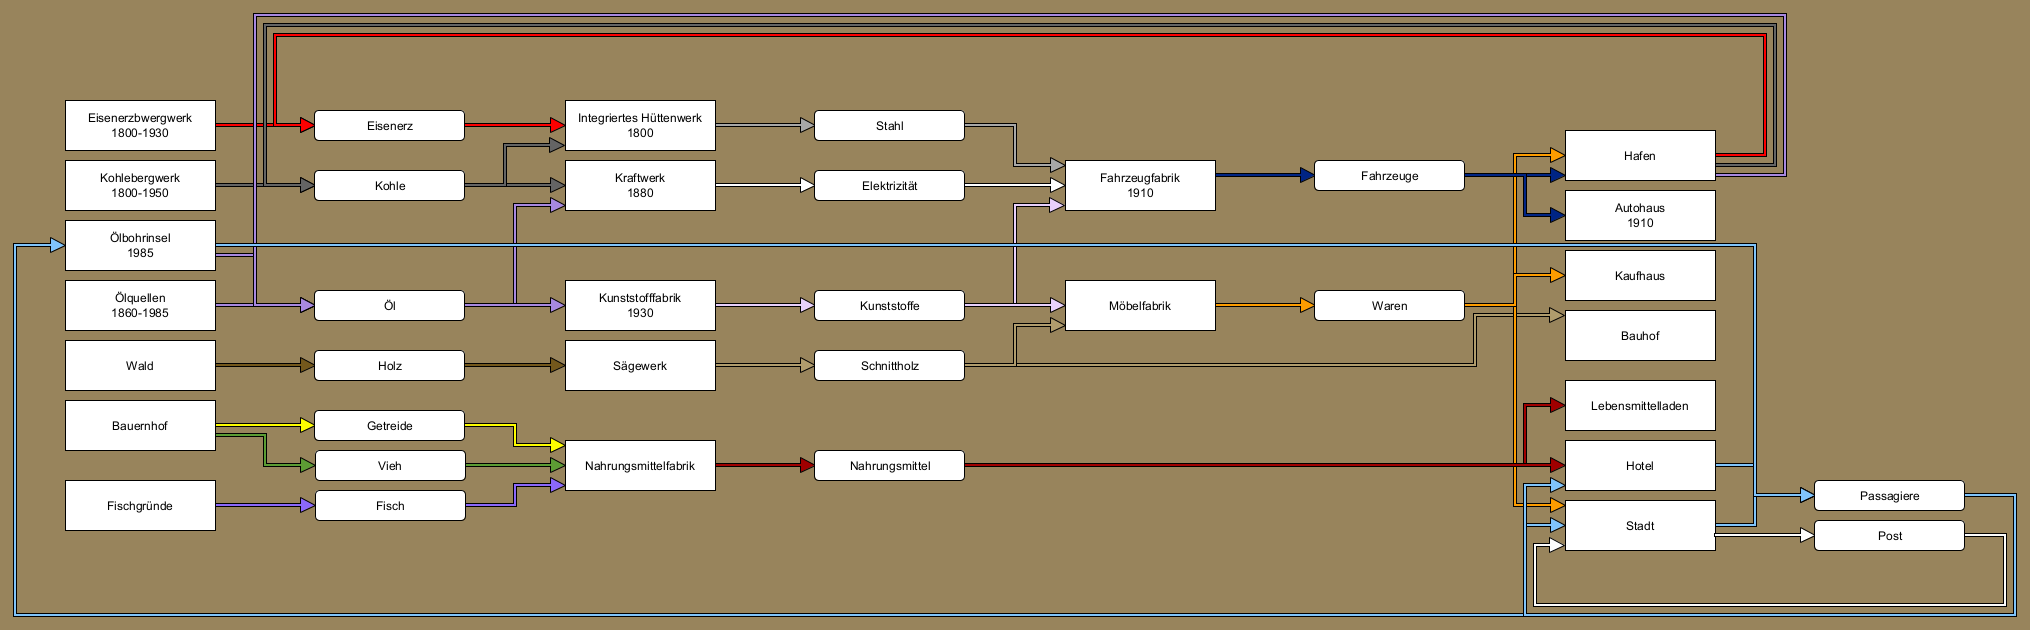 Eisenerzbwergwerk
1800-1930
Kohlebergwerk
1800-1950
Ölbohrinsel
1985
Ölquellen
1860-1985
Wald
Bauernhof
Fischgründe
Eisenerz
Kohle
Öl
Holz
Getreide
Vieh
Fisch
Integriertes Hüttenwerk
1800
Kraftwerk
1880
Kunststofffabrik
1930
Sägewerk
Nahrungsmittelfabrik
Stahl
Elektrizität
Kunststoffe
Schnittholz
Nahrungsmittel
Fahrzeugfabrik
1910
Möbelfabrik
Fahrzeuge
Waren
Hafen
Autohaus
1910
Kaufhaus
Bauhof
Lebensmittelladen
Hotel
Stadt
Passagiere
Post